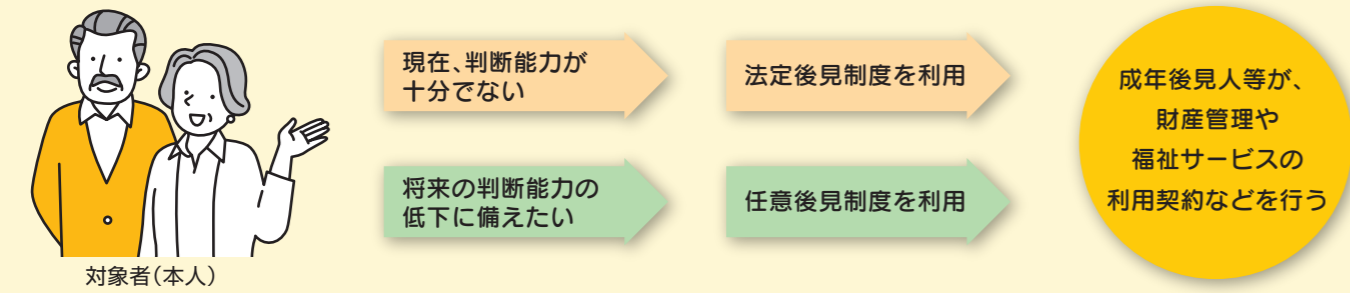 現在、判断能力が
十分でない
法定後見制度を利用
将来の判断能力の
低下に備えたい
任意後見制度を利用
成年後見人等が、
財産管理や
福祉サービスの
利用契約などを行う
対象者(本人)